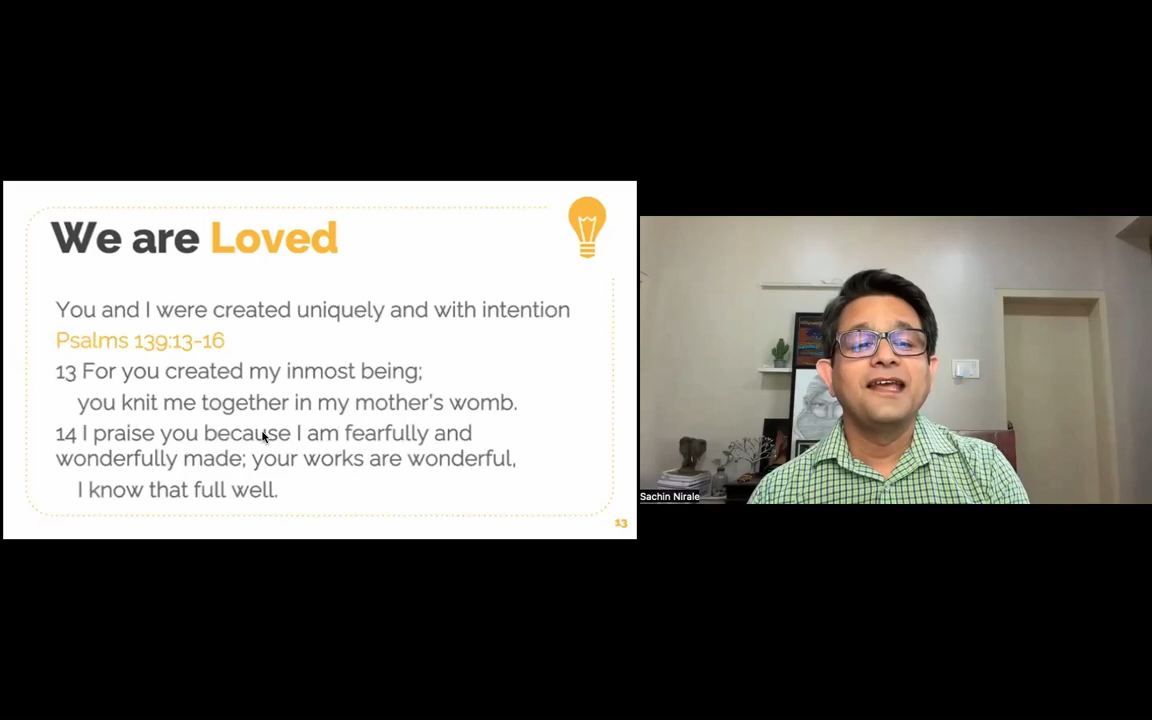 We are Loved
You and I were created uniquely and with intention
Psalms 139:13-16
13 For you created my inmost being;
you knit me together in my mother's womb.
14 I praise you because I am fearfully and
wonderfully made; your works are wonderful,
I know that full well.
13
Sachin Nirale